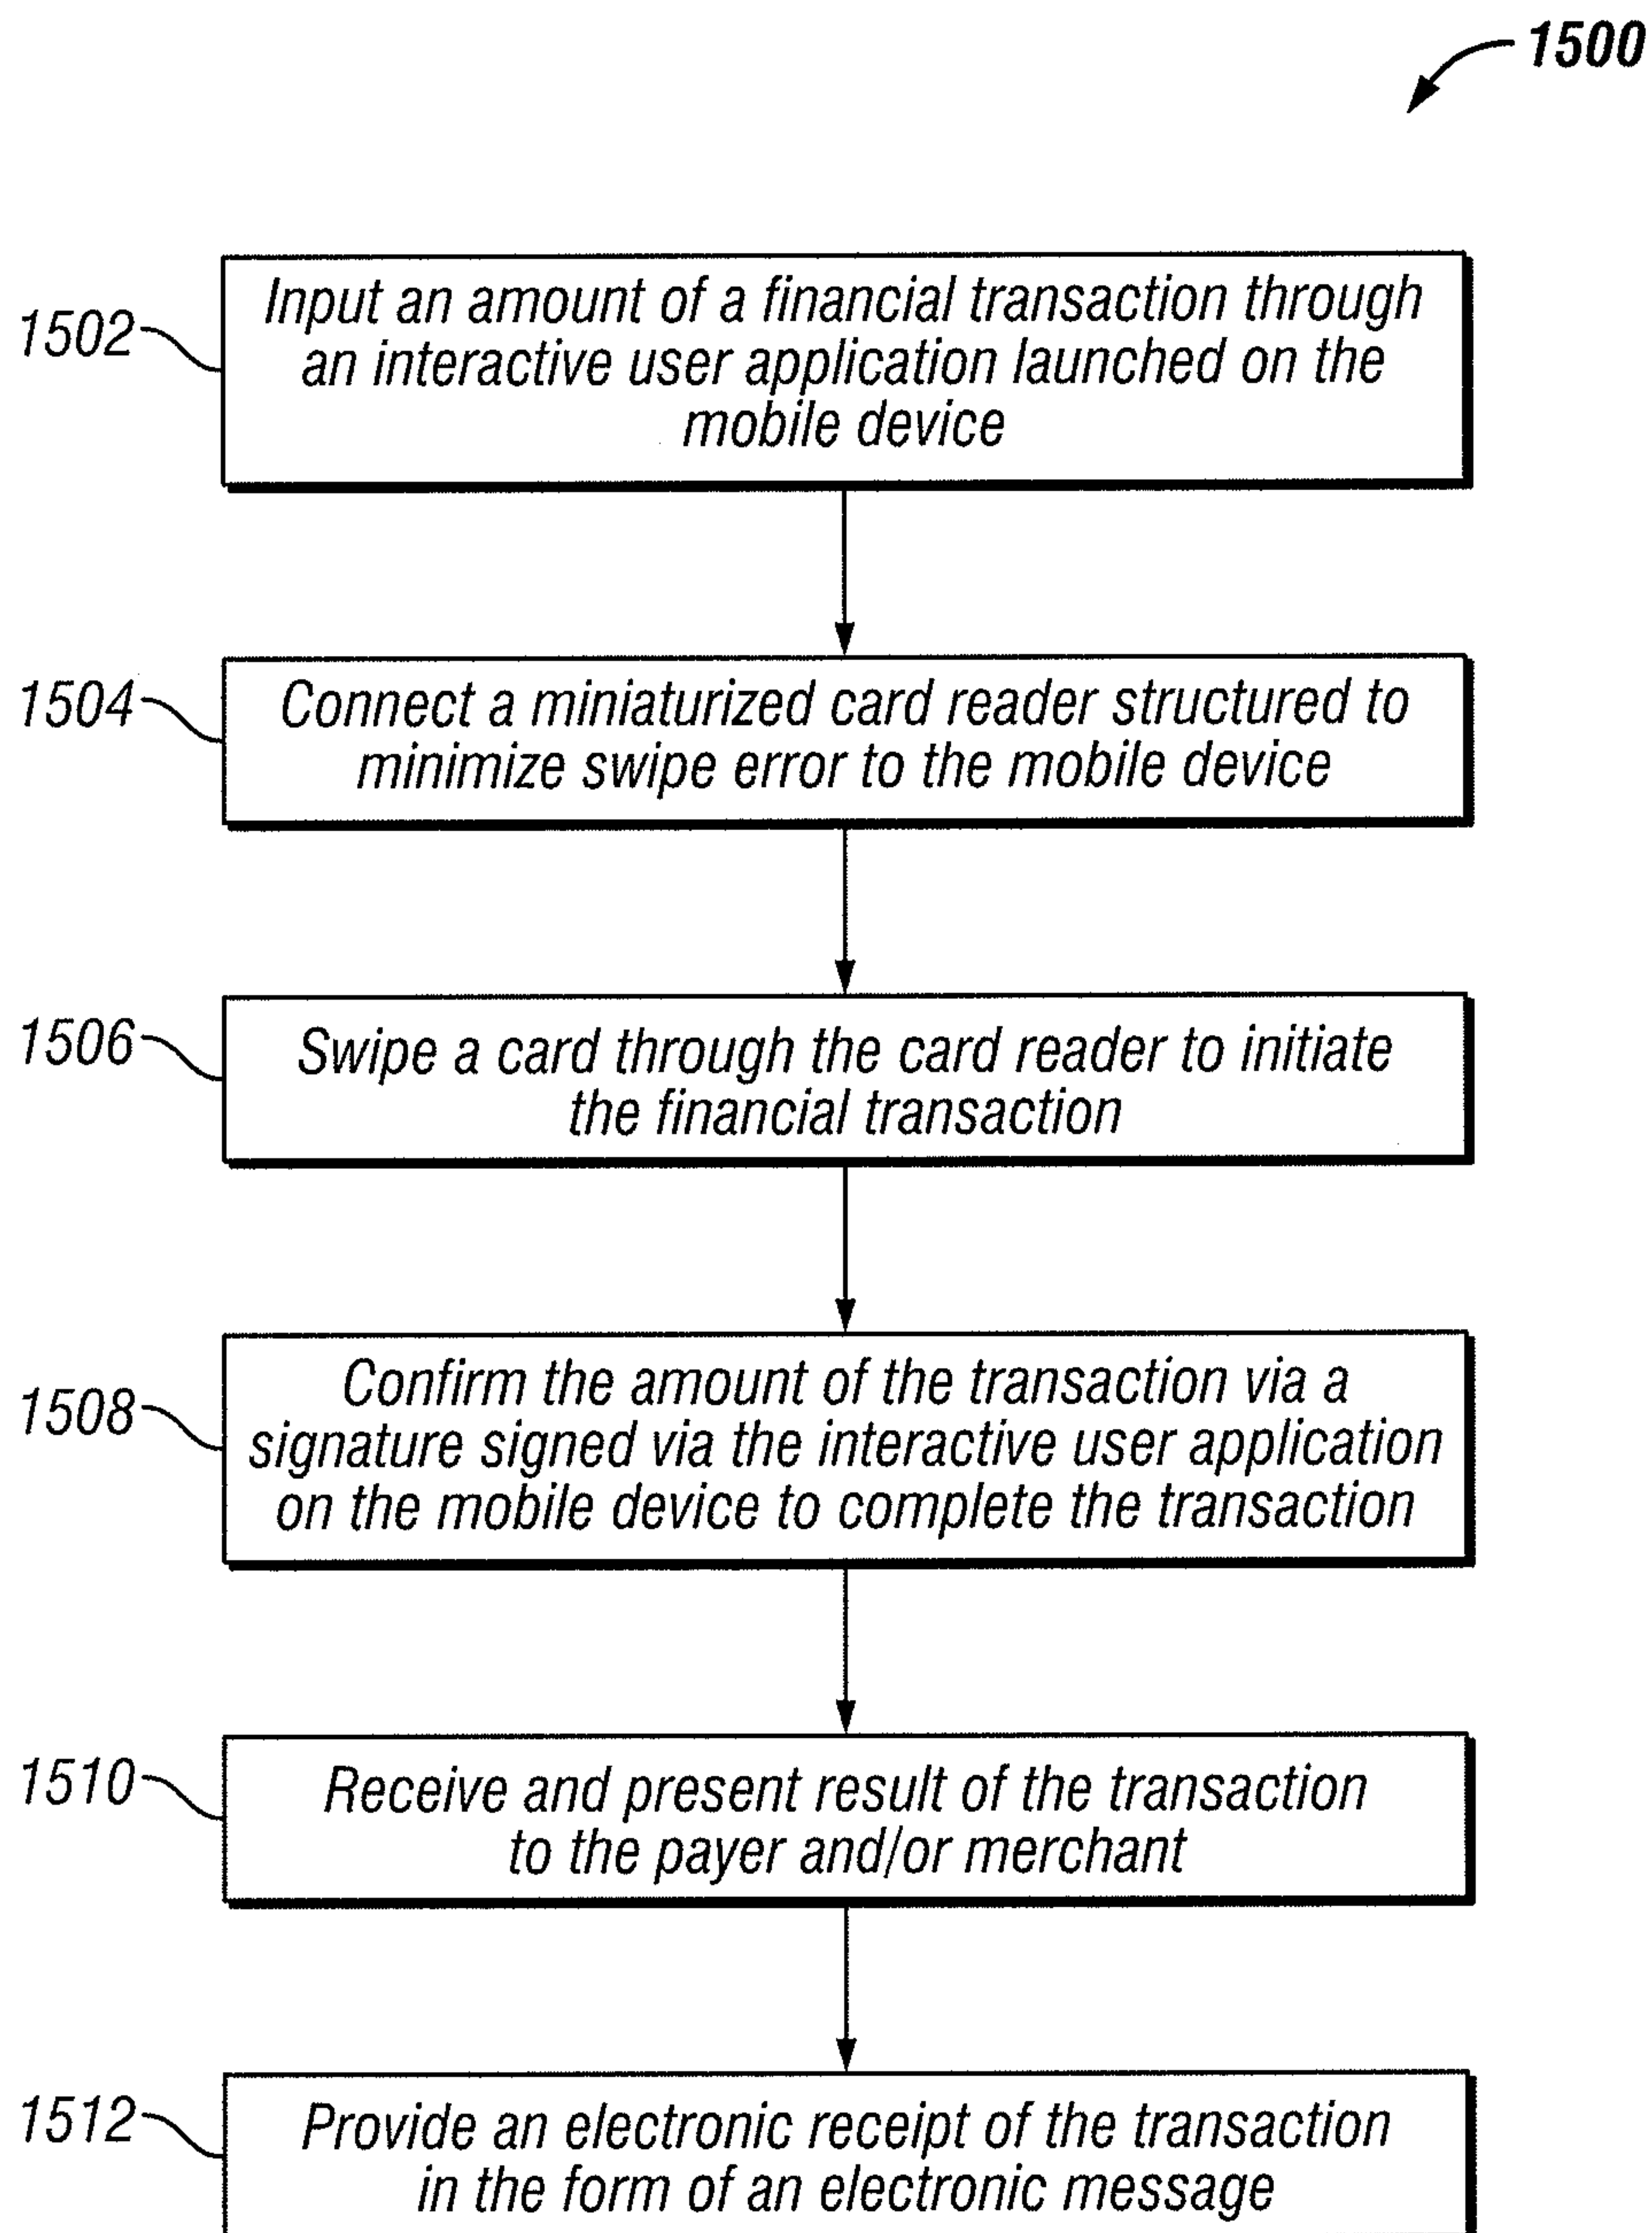 1500
1502
Input an amount of a financial transaction through
an interactive user application launched on the
mobile device
1504
Connect a miniaturized card reader structured to
minimize swipe error to the mobile device
1506
Swipe a card through the card reader to initiate
the financial transaction
1508
Confirm the amount of the transaction via a
signature signed via the interactive user application
on the mobile device to complete the transaction
1510
Receive and present result of the transaction
to the payer and/or merchant
1512
Provide an electronic receipt of the transaction
in the form of an electronic message